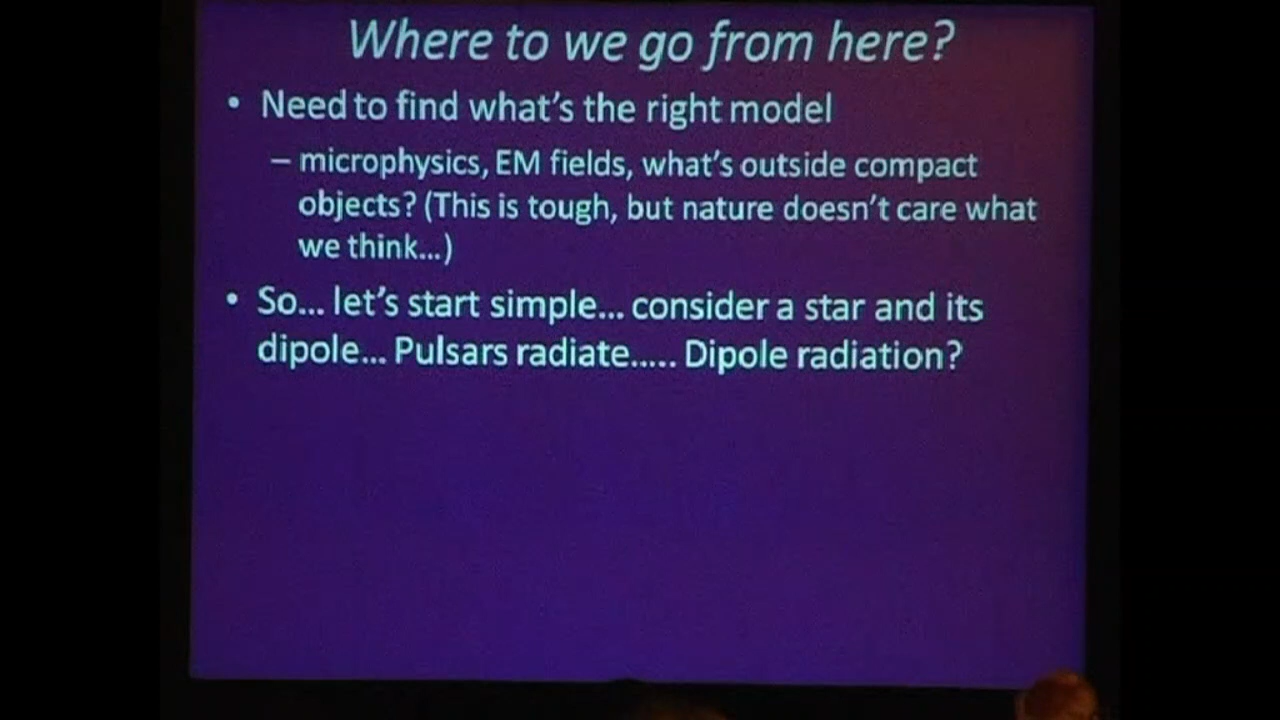 Where to we go from here?
• Need to find what's the right model
– microphysics, EM fields, what's outside compact
objects? (This is tough, but nature doesn't care what
we think...)
• So... let's start simple... consider a star and its
dipole... Pulsars radiate..... Dipole radiation?